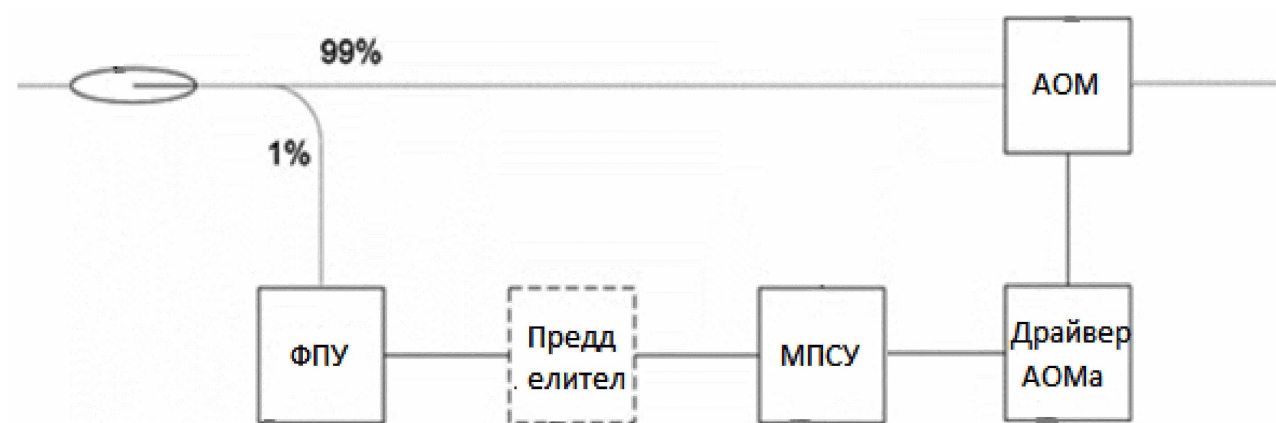 99%
АОМ
1%
ФПУ
Предд
елител
МПСУ
Драйвер
АОМа